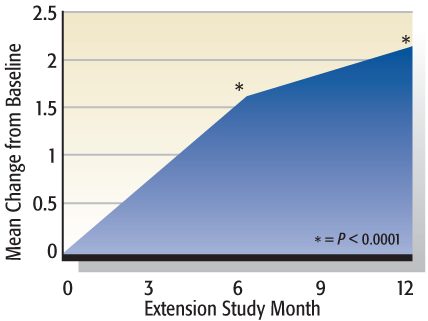 Mean Change from Baseline
2.5
2
1.5
1
0.5
0
*
*
* = P < 0.0001
0 3 6 9 12
Extension Study Month